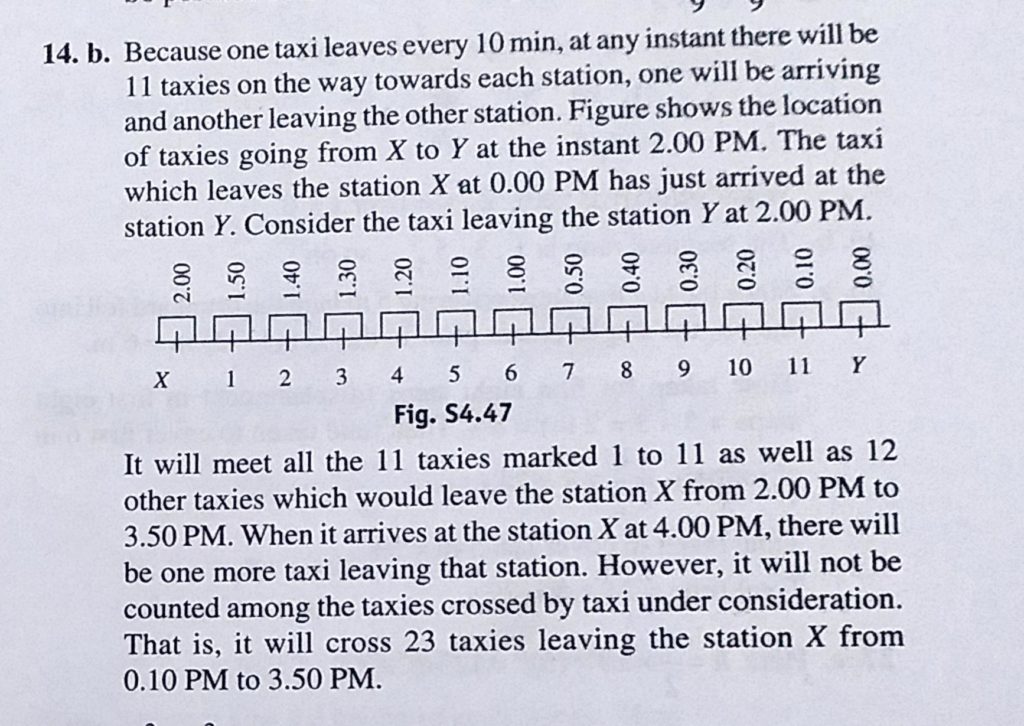 14. b. Because one taxi leaves every 10 min, at any instant there will be
11 taxies on the way towards each station, one will be arriving
and another leaving the other station. Figure shows the location
of taxies going from X to Y at the instant 2.00 PM. The taxi
which leaves the station X at 0.00 PM has just arrived at the
station Y. Consider the taxi leaving the station Y at 2.00 PM.
2.00 1.50 1.40 1.30 1.20 1.10 1.00 0.50 0.40 0.30 0.20 0.10 0.00
X 1 2 3 4 5 6 7 8 9 10 11 Y
Fig. S4.47
It will meet all the 11 taxies marked 1 to 11 as well as 12
other taxies which would leave the station X from 2.00 PM to
3.50 PM. When it arrives at the station X at 4.00 PM, there will
be one more taxi leaving that station. However, it will not be
counted among the taxies crossed by taxi under consideration.
That is, it will cross 23 taxies leaving the station X from
0.10 PM to 3.50 PM.